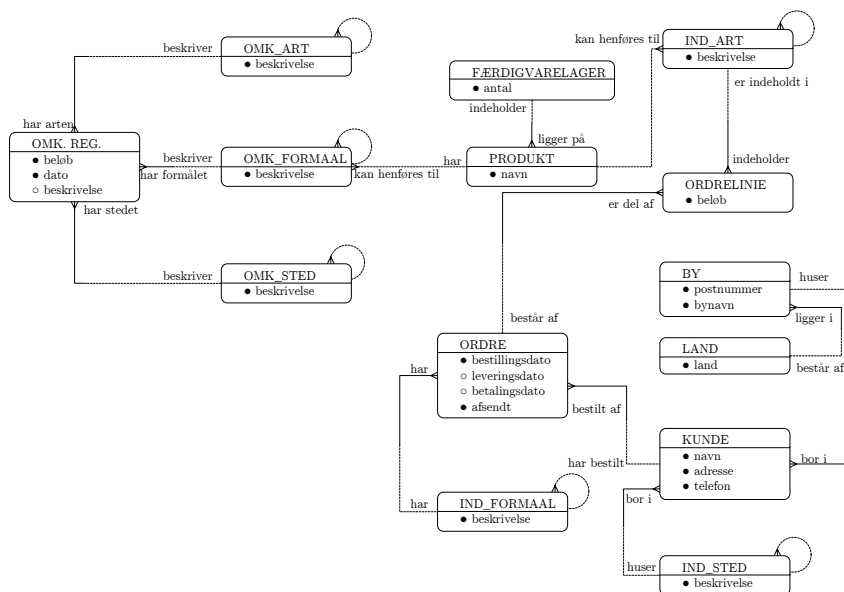 OMK_ART
● beskrivelse
beskriver
har arten
OMK. REG.
● beløb
● dato
○ beskrivelse
har formålet
har stedet
beskriver
OMK_FORMAAL
● beskrivelse
kan henføres til
beskriver
OMK_STED
● beskrivelse
FÆRDIGVARELAGER
● antal
indeholder
ligger på
har
PRODUKT
● navn
kan henføres til
IND_ART
● beskrivelse
er indeholdt i
indeholder
ORDRELINIE
● beløb
er del af
består af
ORDRE
● bestillingsdato
○ leveringsdato
○ betalingsdato
● afsendt
har
har
IND_FORMAAL
● beskrivelse
bestilt af
har bestilt
BY
● postnummer
● bynavn
huser
ligger i
LAND
● land
består af
KUNDE
● navn
● adresse
● telefon
bor i
bor i
huser
IND_STED
● beskrivelse